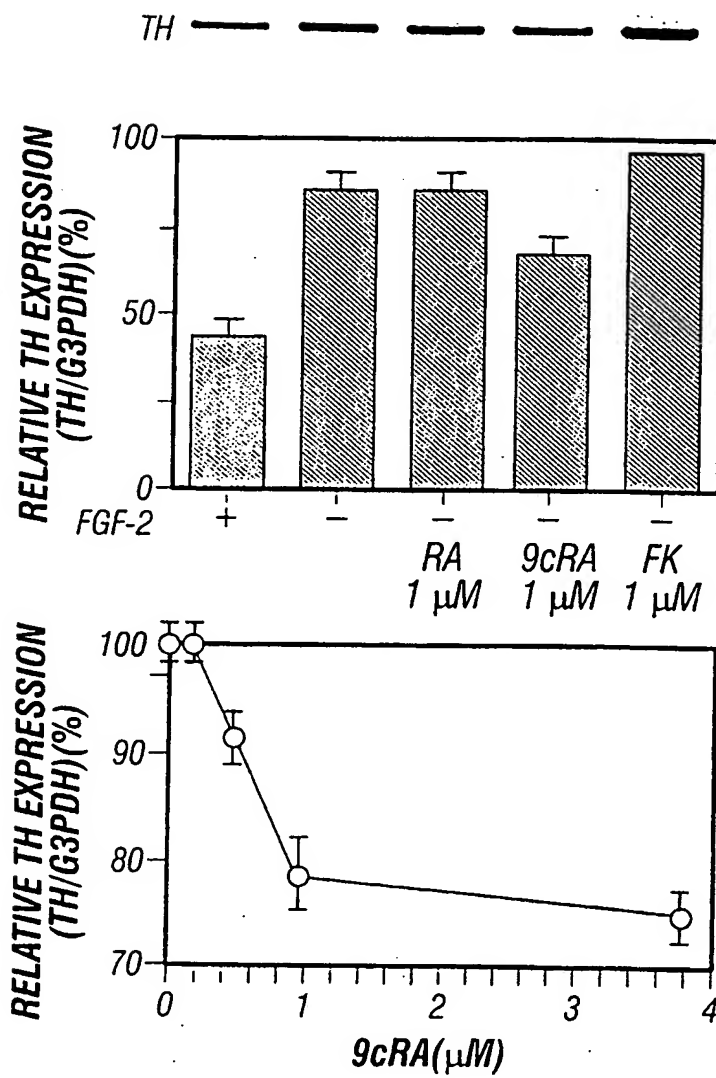 TH
RELATIVE TH EXPRESSION
(TH/G3PDH)(%)
100
50
0
FGF-2 + − − − −
RA 9cRA FK
1 μM 1 μM 1 μM
RELATIVE TH EXPRESSION
(TH/G3PDH)(%)
100
90
80
70
0 1 2 3 4
9cRA(μM)